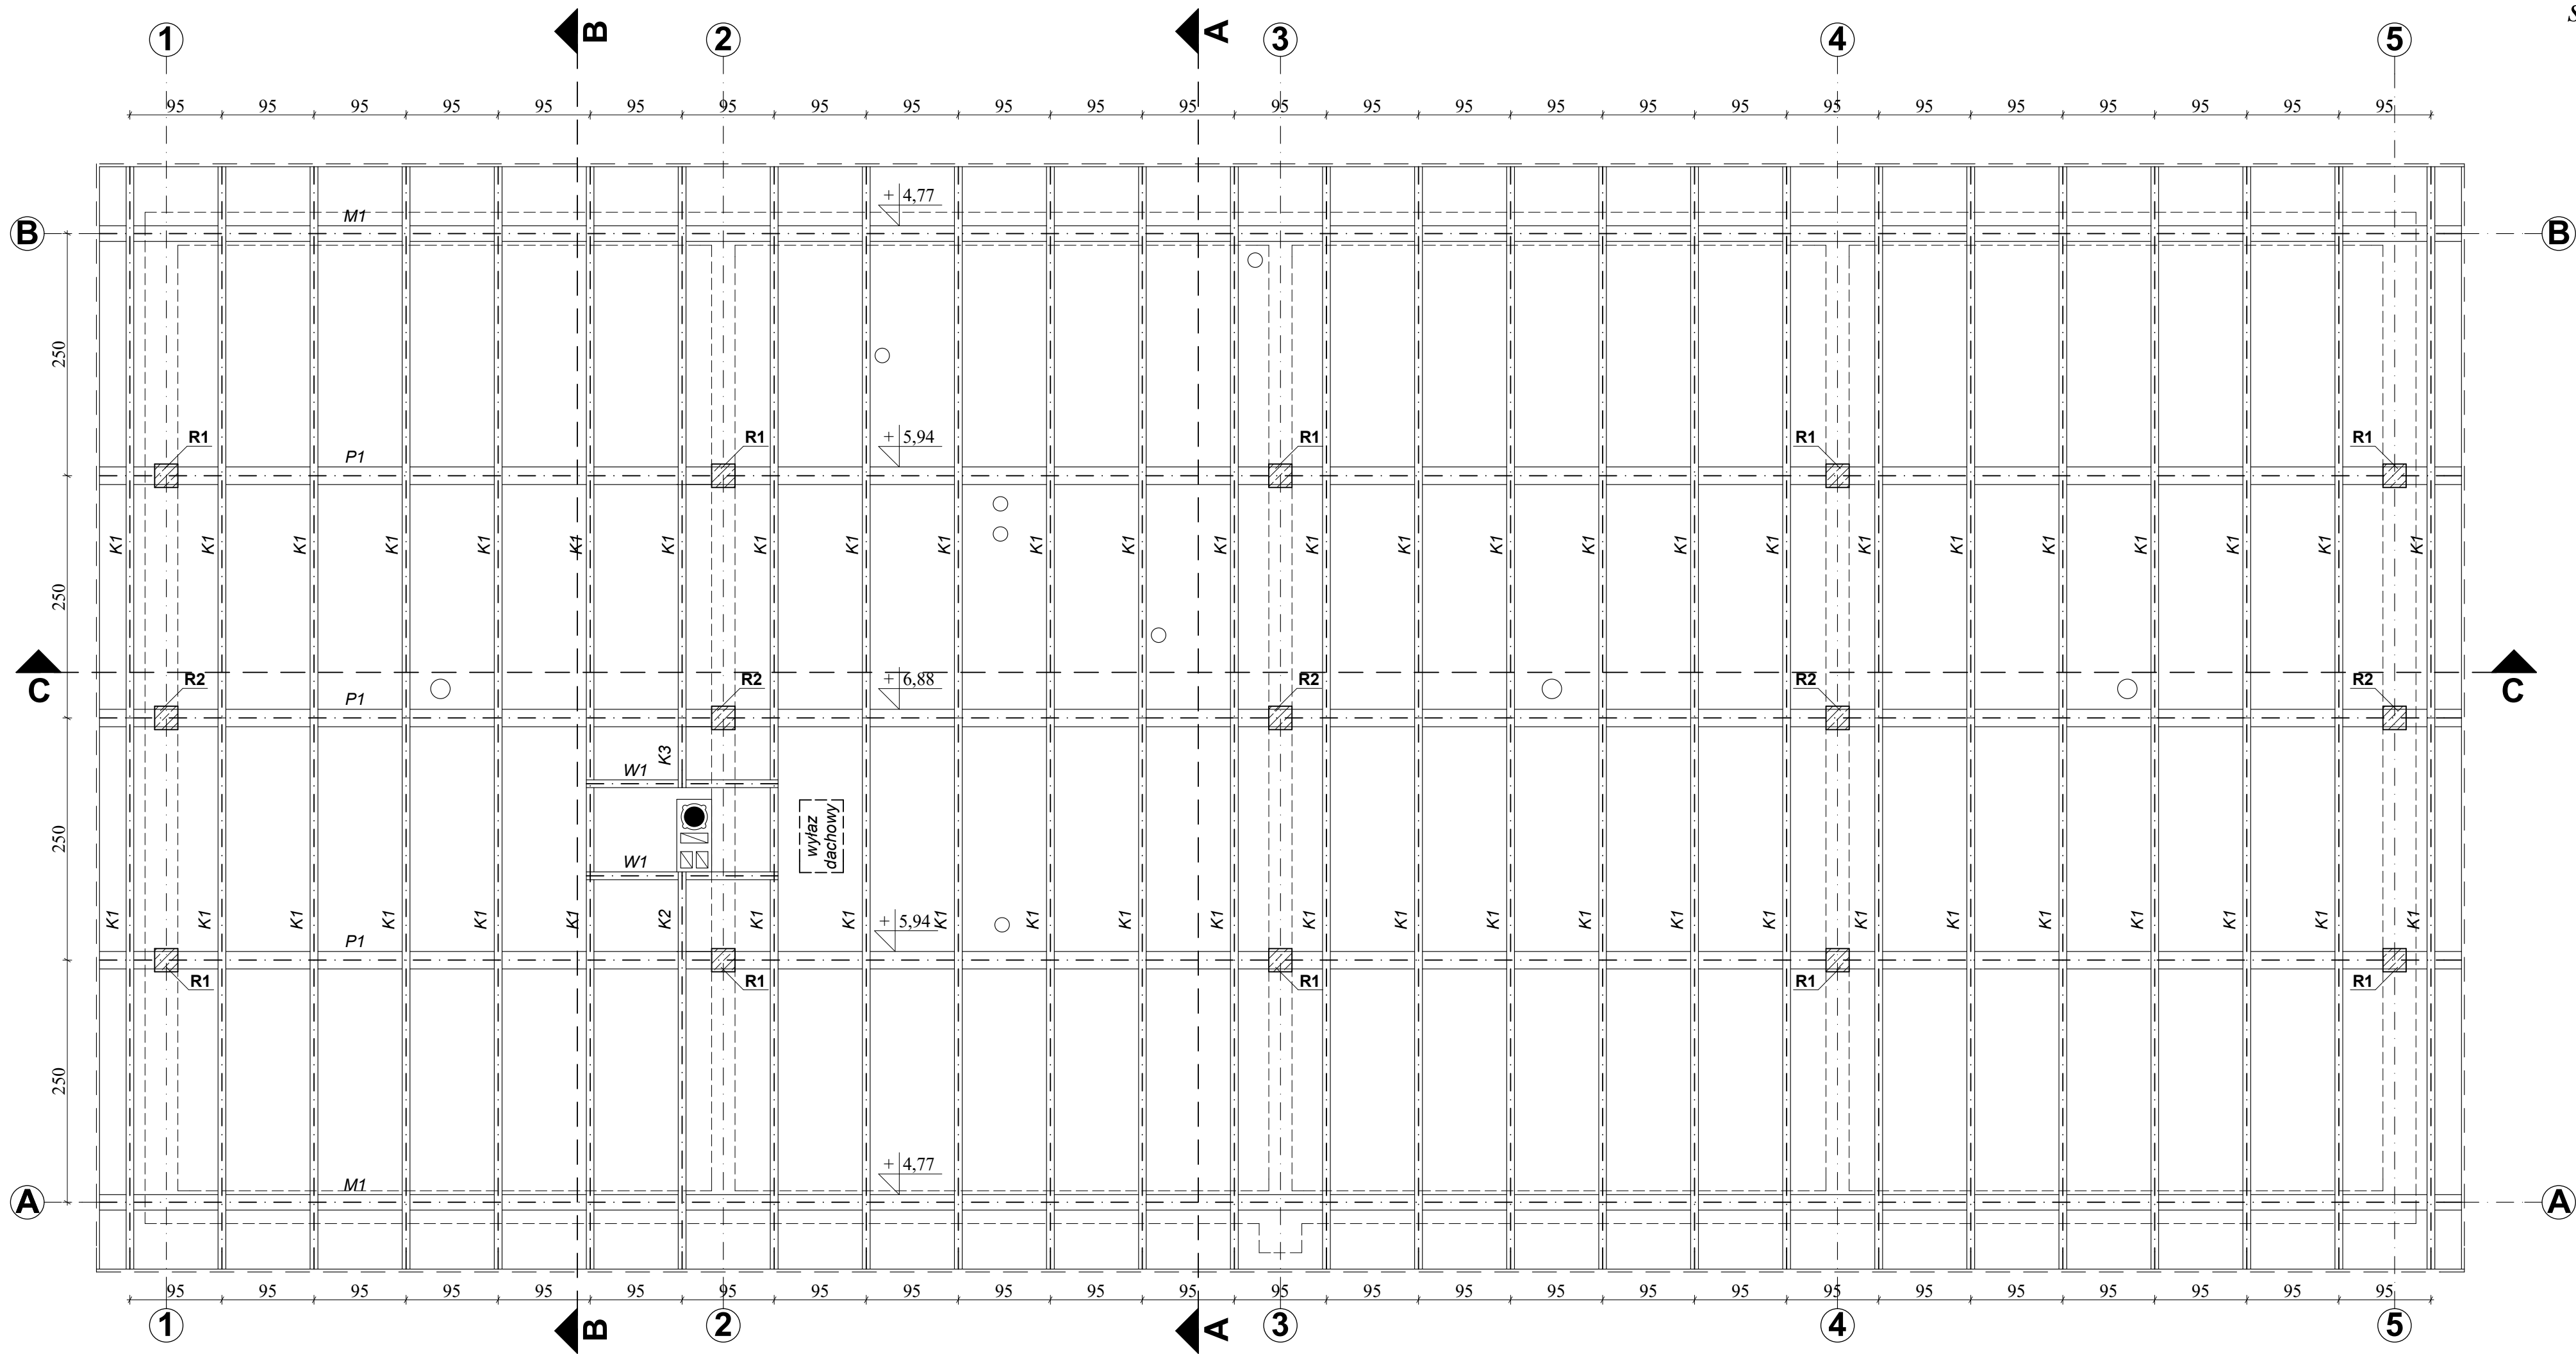 1 B 2 A 3 4 5
95 95 95 95 95 95 95 95 95 95 95 95 95 95 95 95 95 95 95 95 95 95 95 95 95
+ 4,77
M1
B B
250
R1 R1 + 5,94 R1 R1 R1
P1
K1 K1 K1 K1 K1 K1 K1 K1 K1 K1 K1 K1 K1 K1 K1 K1 K1 K1 K1 K1 K1 K1 K1 K1 K1 K1
250
C C
R2 R2 + 6,88 R2 R2 R2
P1
K3
W1
250
wyłaz
dachowy
W1
K1 K1 K1 K1 K1 K1 K2 K1 K1 K1 K1 K1 K1 K1 K1 K1 K1 K1 K1 K1 K1 K1 K1 K1 K1 K1
+ 5,94
P1
R1 R1 R1 R1 R1
250
+ 4,77
M1
A A
95 95 95 95 95 95 95 95 95 95 95 95 95 95 95 95 95 95 95 95 95 95 95 95 95
1 B 2 A 3 4 5